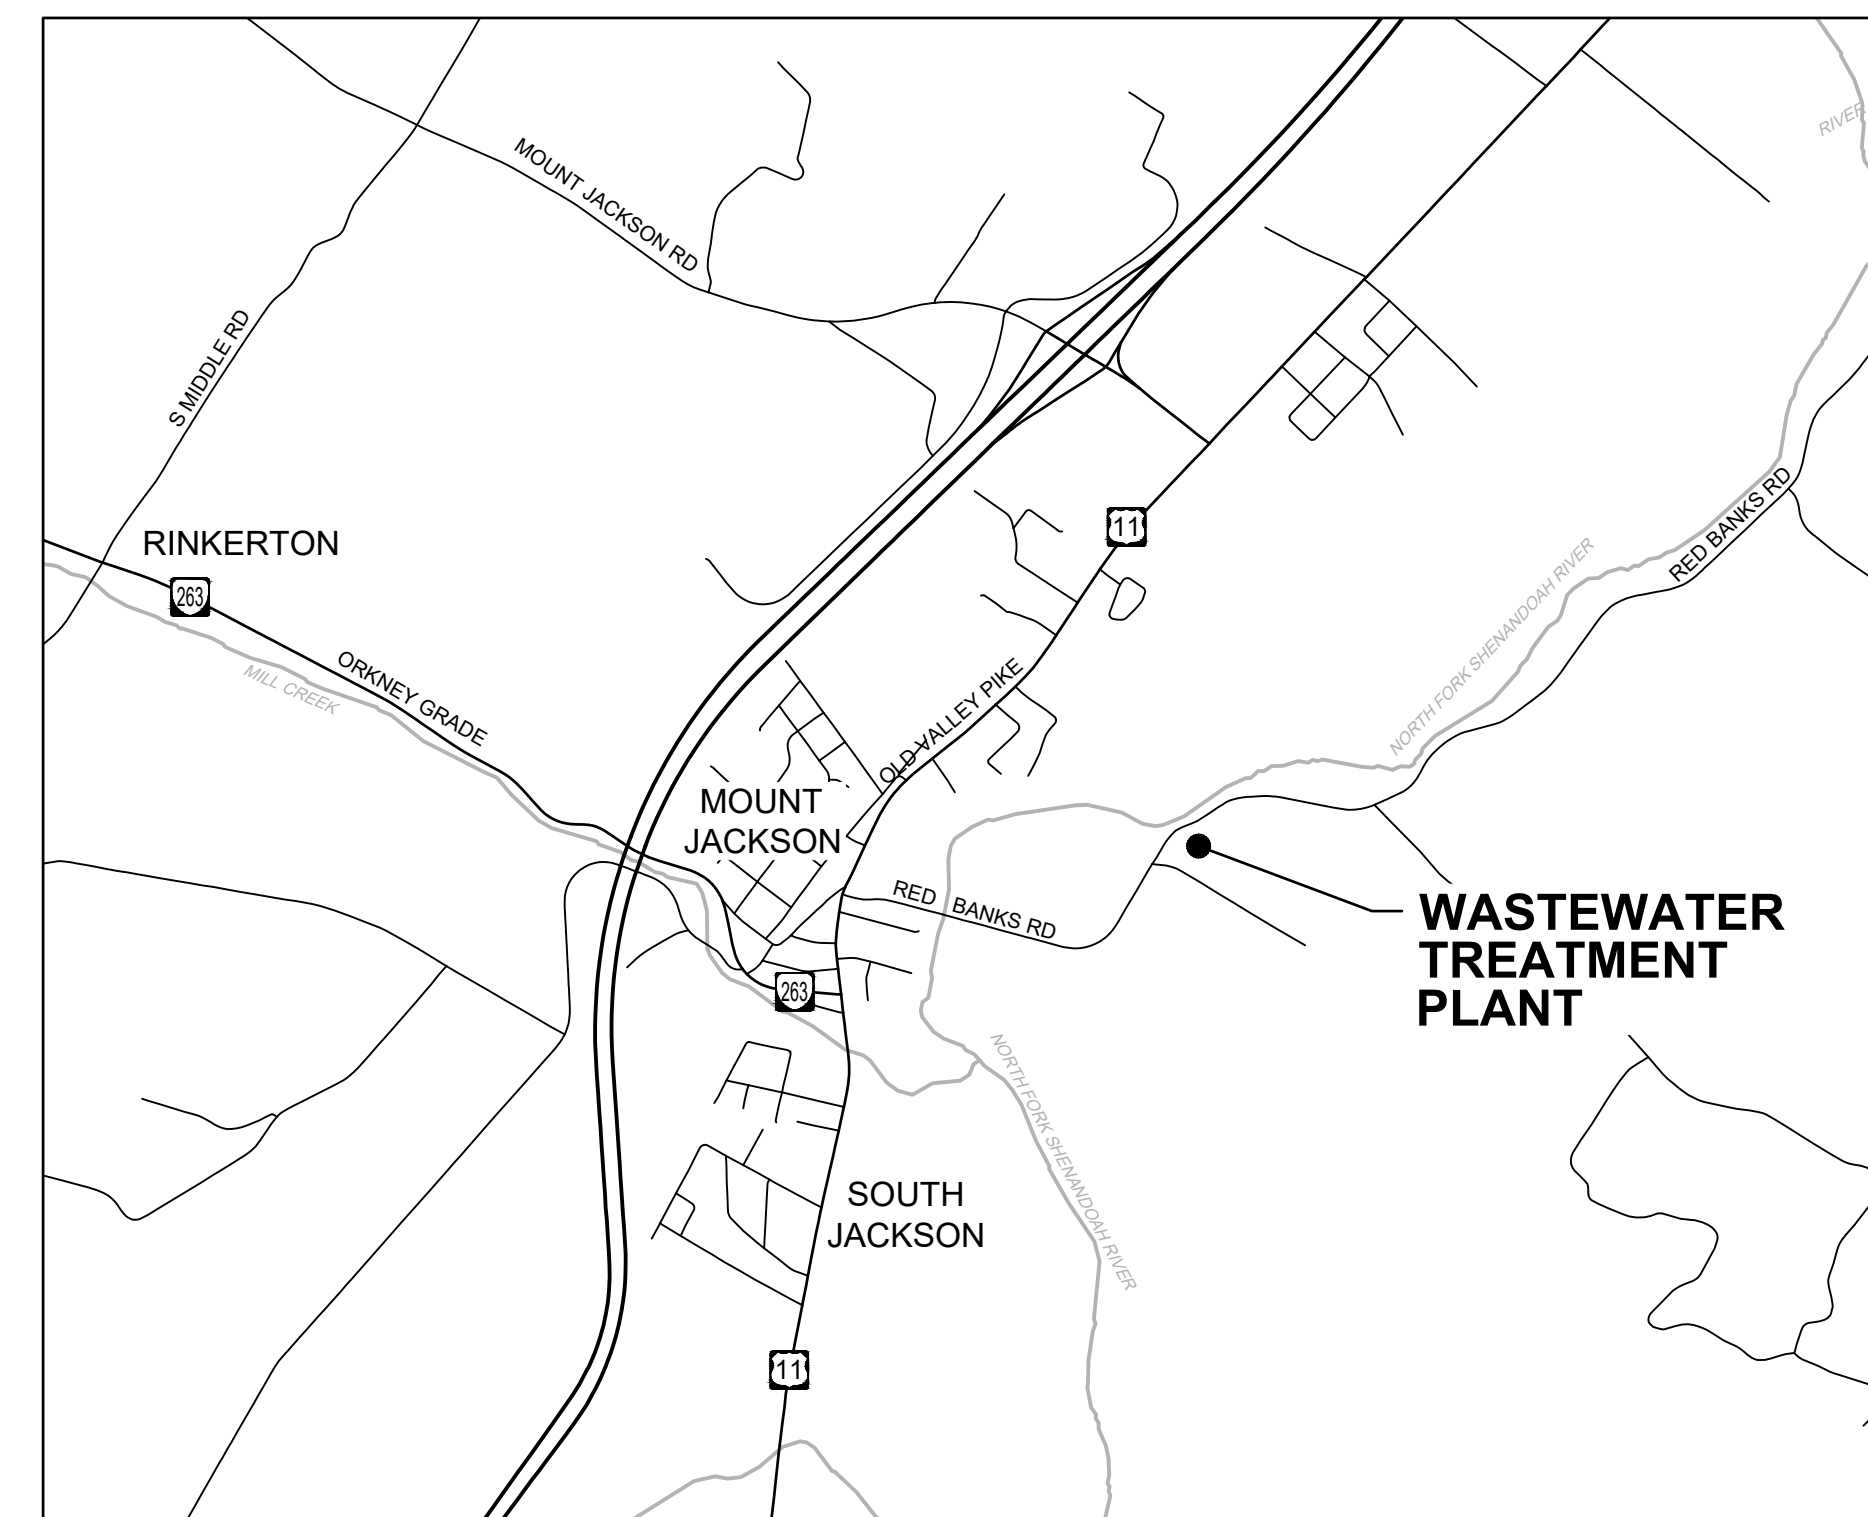 RIVER
MOUNT JACKSON RD
S MIDDLE RD
11
RINKERTON
263
RED BANKS RD
NORTH FORK SHENANDOAH RIVER
ORKNEY GRADE
MILL CREEK
OLD VALLEY PIKE
MOUNT
JACKSON
RED BANKS RD
WASTEWATER
TREATMENT
PLANT
263
NORTH FORK SHENANDOAH RIVER
SOUTH
JACKSON
11